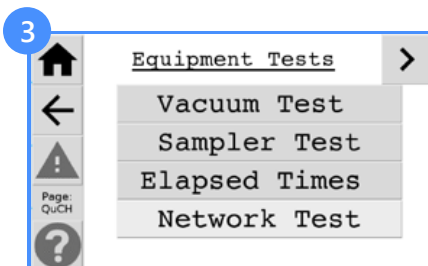 3
Equipment Tests
>
Vacuum Test
Sampler Test
Elapsed Times
Network Test
Page:
QuCH
?